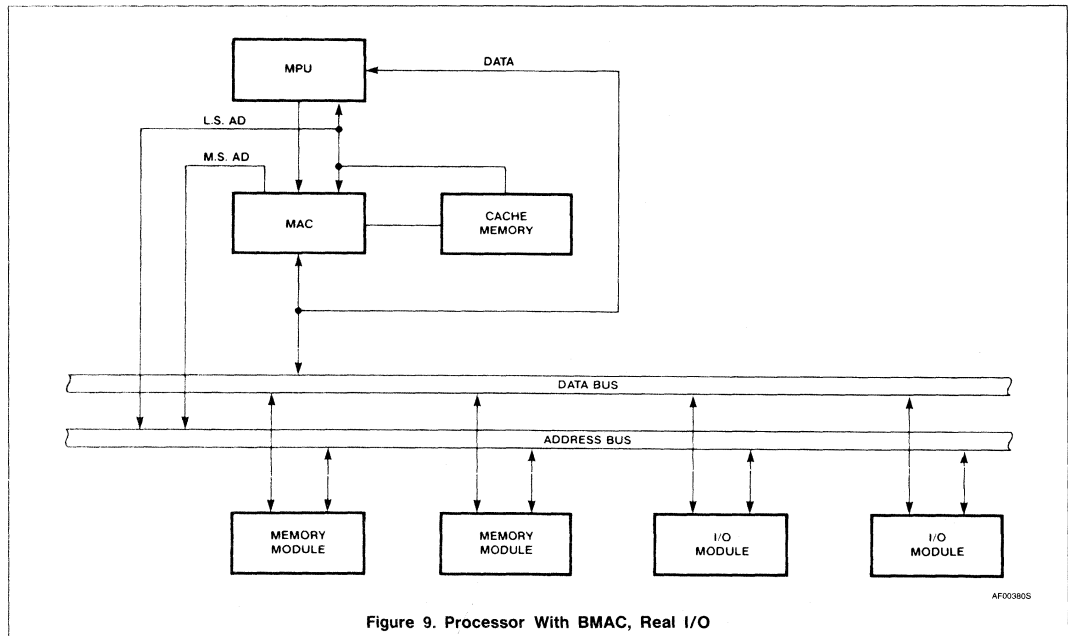 MPU
DATA
L.S. AD
M.S. AD
MAC
CACHE
MEMORY
DATA BUS
ADDRESS BUS
MEMORY
MODULE
MEMORY
MODULE
I/O
MODULE
I/O
MODULE
AF00380S
Figure 9. Processor With BMAC, Real I/O